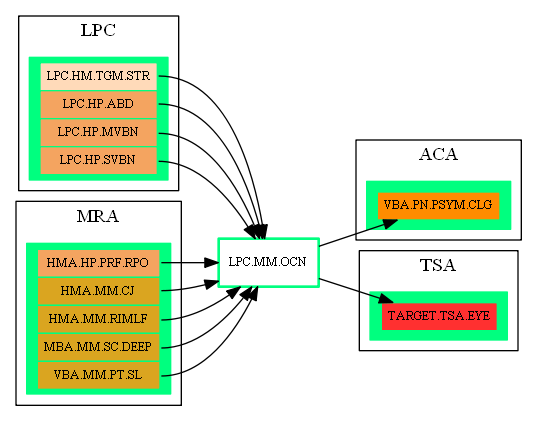 LPC
LPC.HM.TGM.STR
LPC.HP.ABD
LPC.HP.MVBN
LPC.HP.SVBN
MRA
HMA.HP.PRF.RPO
HMA.MM.CJ
HMA.MM.RIMLF
MBA.MM.SC.DEEP
VBA.MM.PT.SL
LPC.MM.OCN
ACA
VBA.PN.PSYM.CLG
TSA
TARGET.TSA.EYE